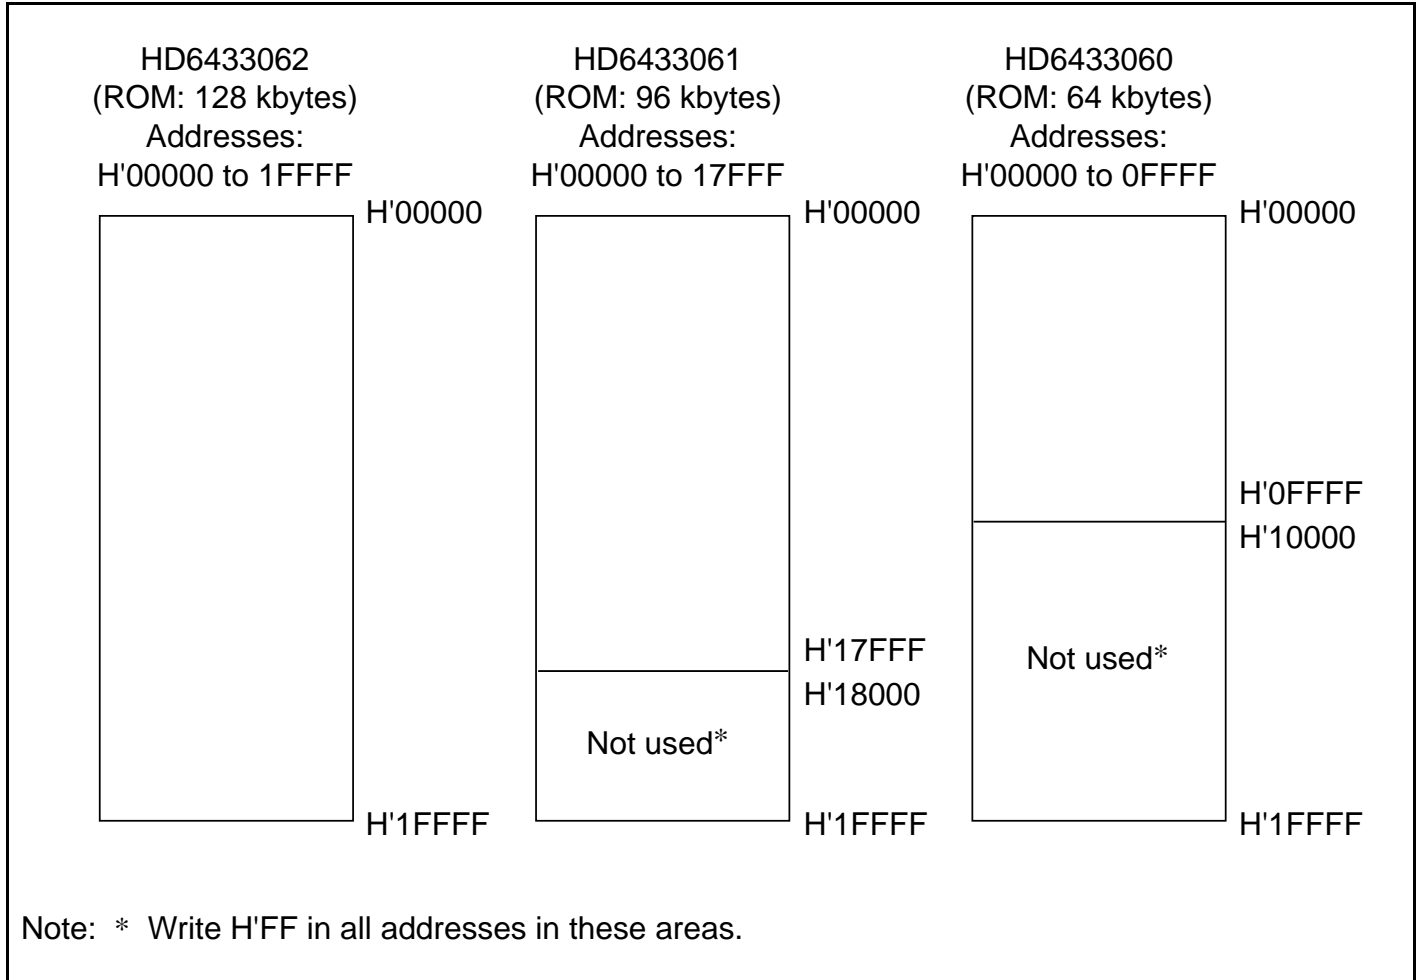 HD6433062
(ROM: 128 kbytes)
Addresses:
H'00000 to 1FFFF
H'00000
H'1FFFF
HD6433061
(ROM: 96 kbytes)
Addresses:
H'00000 to 17FFF
H'00000
H'17FFF
H'18000
Not used*
H'1FFFF
HD6433060
(ROM: 64 kbytes)
Addresses:
H'00000 to 0FFFF
H'00000
H'0FFFF
H'10000
Not used*
H'1FFFF
Note: * Write H'FF in all addresses in these areas.